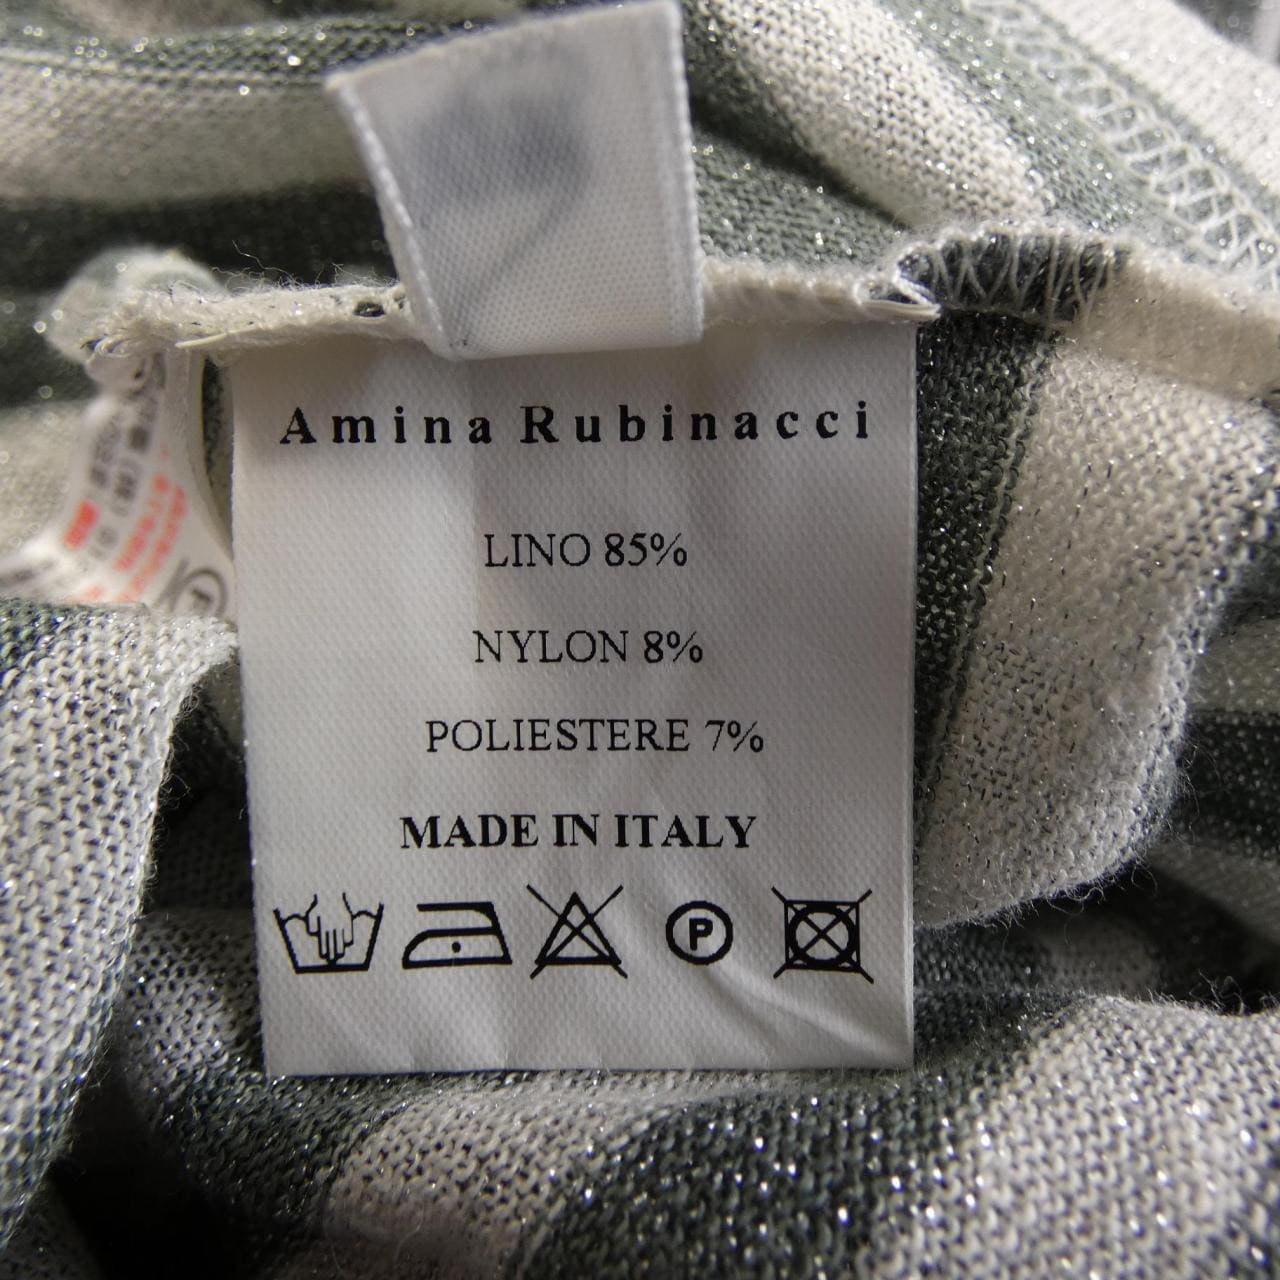 Amina Rubinacci
LINO 85%
NYLON 8%
POLIESTERE 7%
MADE IN ITALY
P